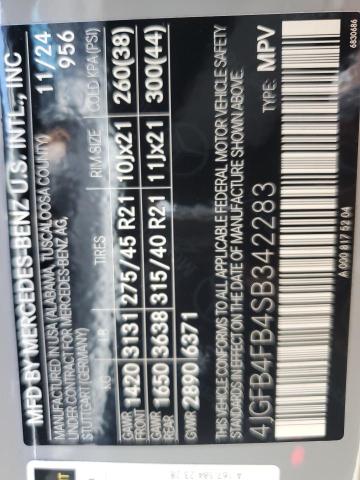 MFD BY MERCEDES-BENZ U.S. INTL., INC
MANUFACTURED IN USA (ALABAMA, TUSCALOOSA COUNTY) 11/24
UNDER CONTRACT FOR MERCEDES-BENZ AG, 956
STUTTGART (GERMANY)
KG LB TIRES RIM-SIZE COLD KPA (PSI)
GAWR FRONT 1420 3131 275/45 R21 10Jx21 260(38)
GAWR REAR 1650 3638 315/40 R21 11Jx21 300(44)
GVWR 2890 6371
THIS VEHICLE CONFORMS TO ALL APPLICABLE FEDERAL MOTOR VEHICLE SAFETY
STANDARDS IN EFFECT ON THE DATE OF MANUFACTURE SHOWN ABOVE.
4JGFB4FB4SB342283 TYPE: MPV
A 000 817 52 04
6830686